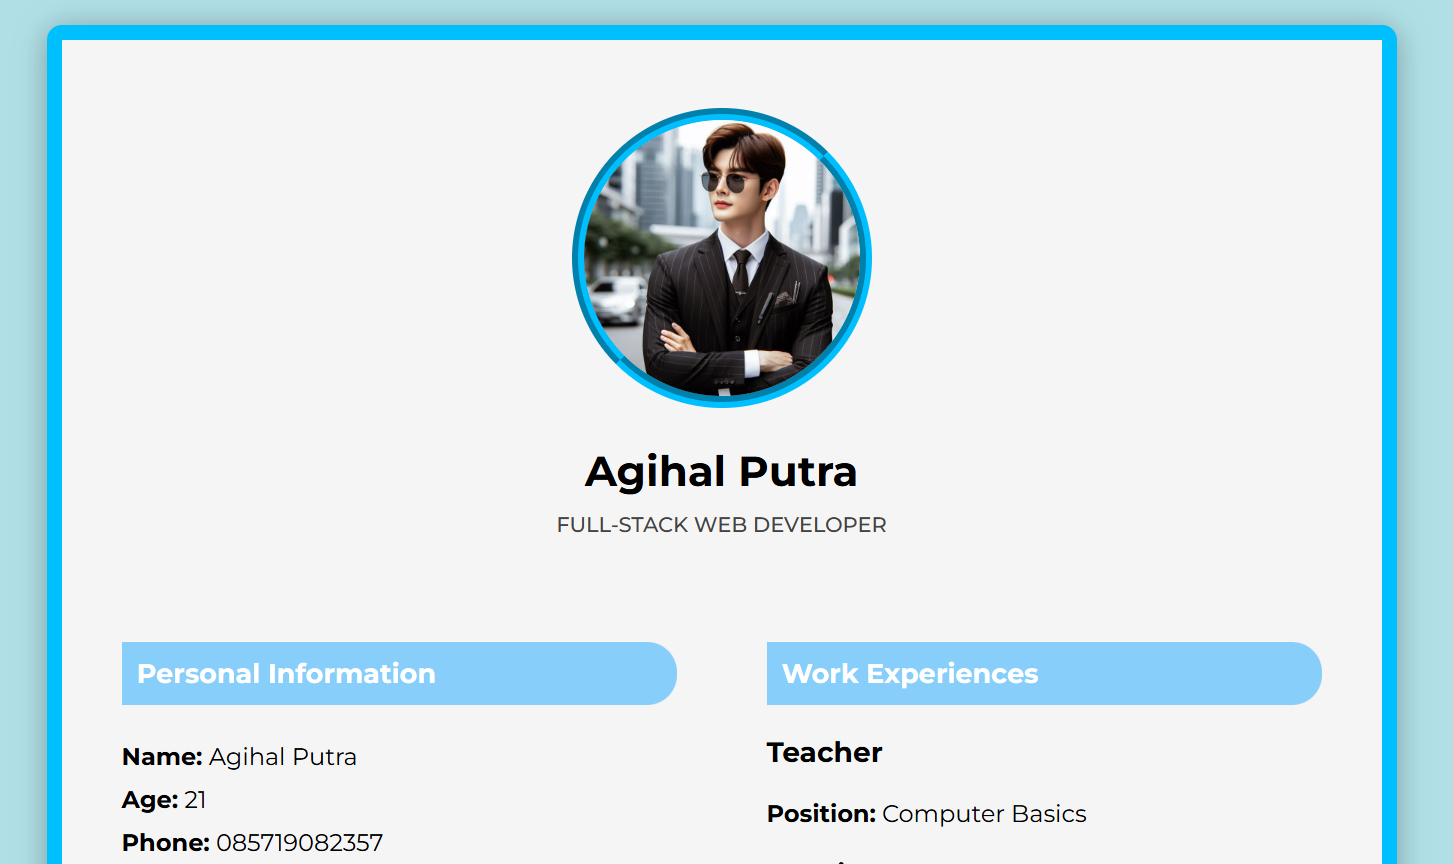 Agihal Putra
FULL-STACK WEB DEVELOPER
Personal Information
Name: Agihal Putra
Age: 21
Phone: 085719082357
Work Experiences
Teacher
Position: Computer Basics